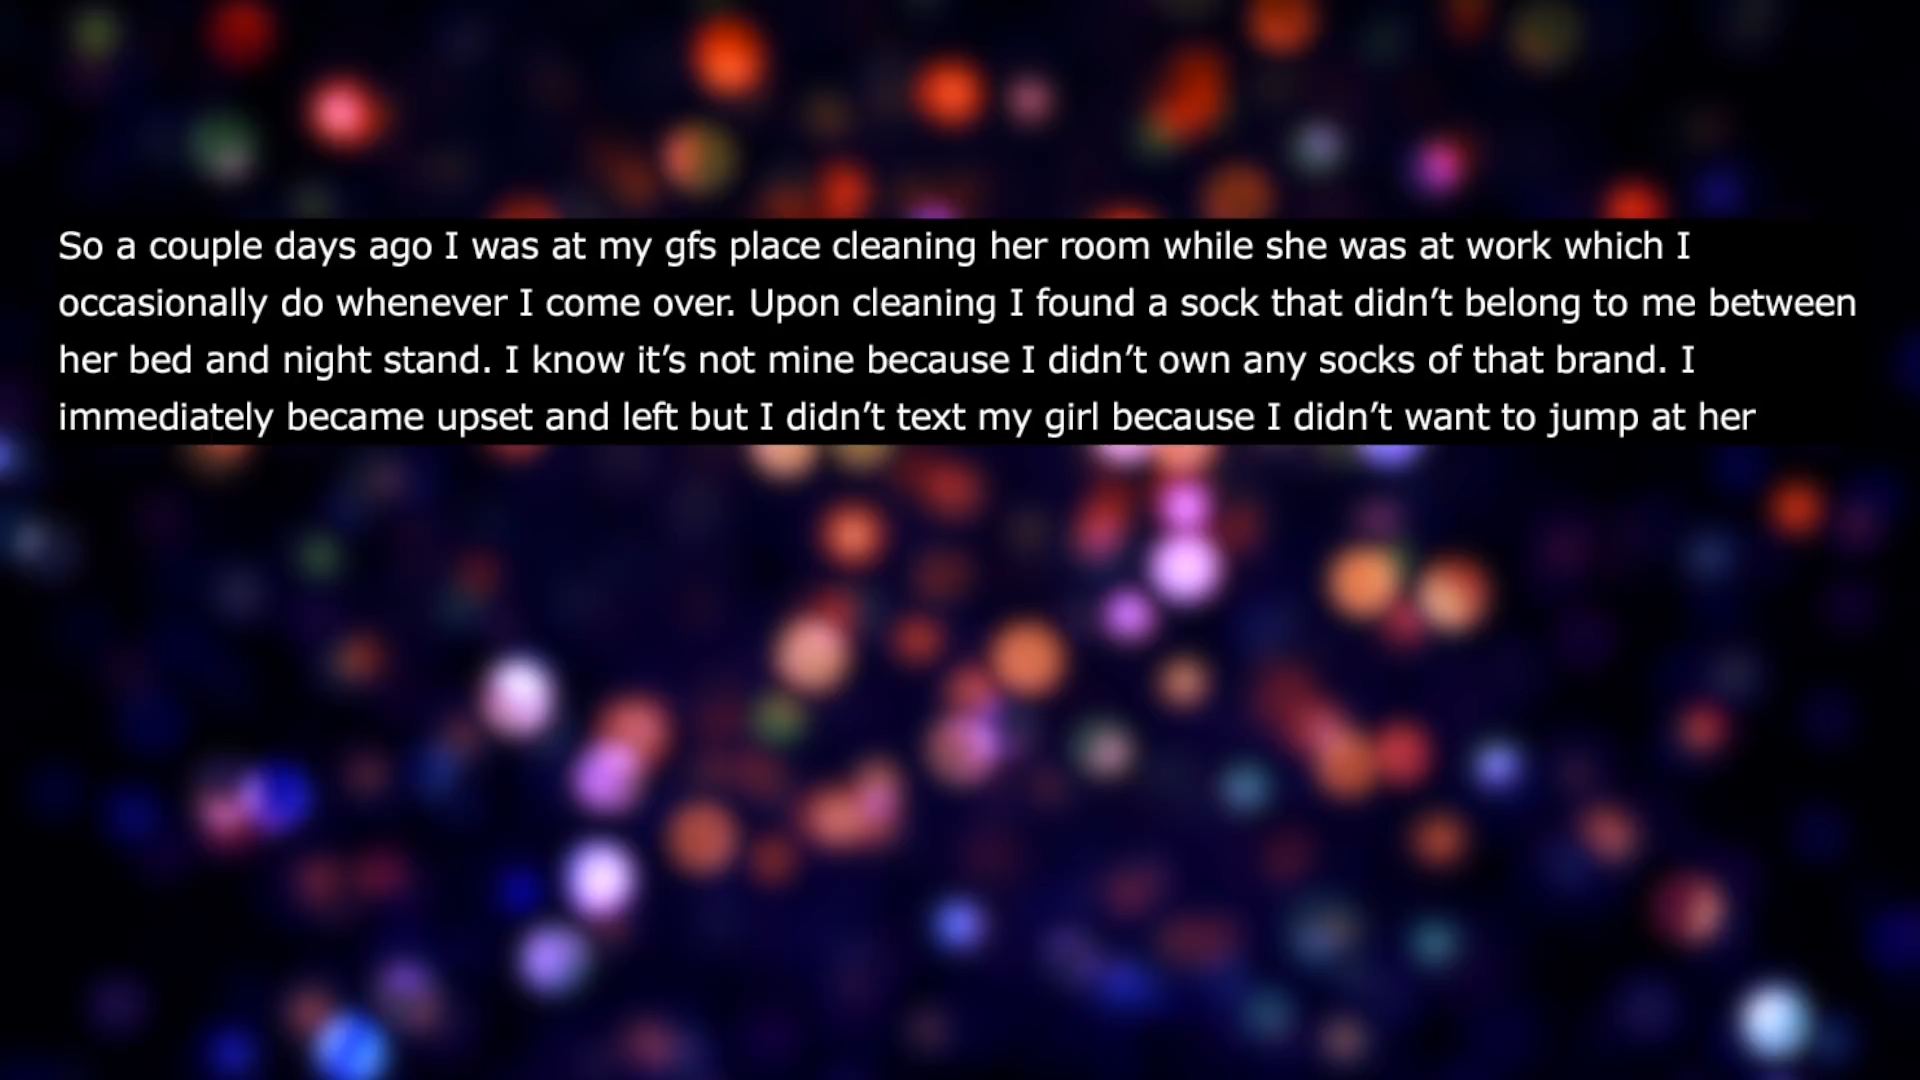 So a couple days ago I was at my gfs place cleaning her room while she was at work which I
occasionally do whenever I come over. Upon cleaning I found a sock that didn’t belong to me between
her bed and night stand. I know it’s not mine because I didn’t own any socks of that brand. I
immediately became upset and left but I didn’t text my girl because I didn’t want to jump at her